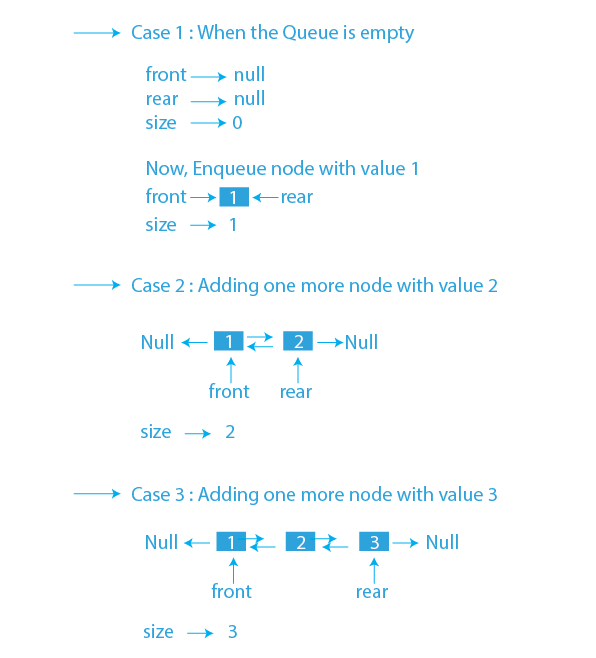 Case 1 : When the Queue is empty
front null
rear null
size 0
Now, Enqueue node with value 1
front 1 rear
size 1
Case 2 : Adding one more node with value 2
Null 1 2 Null
front rear
size 2
Case 3 : Adding one more node with value 3
Null 1 2 3 Null
front rear
size 3